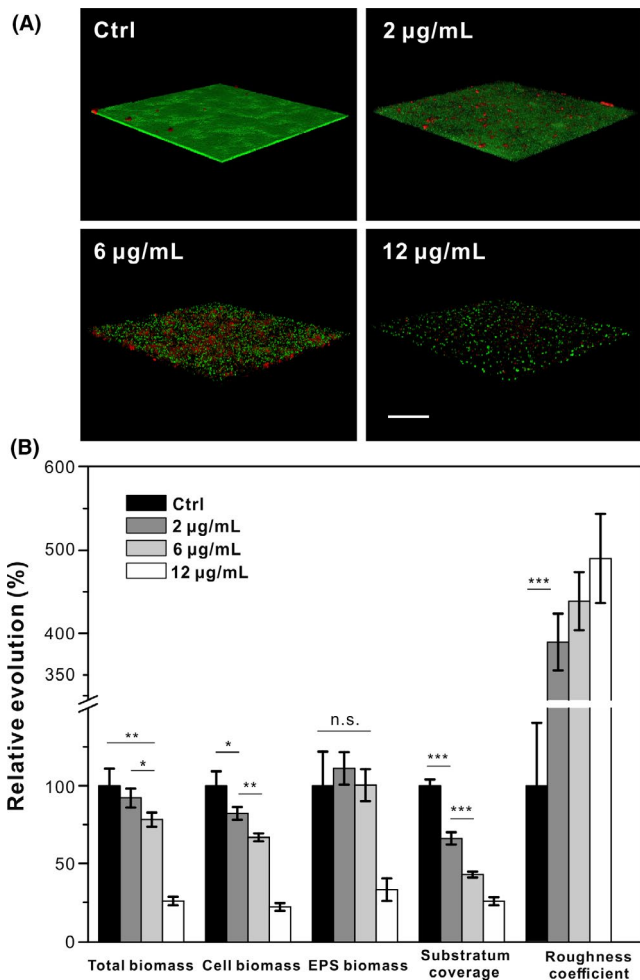 (A)
Ctrl
2 µg/mL
6 µg/mL
12 µg/mL
(B)
600
550
500
450
400
350
100
50
0
Relative evolution (%)
Ctrl
2 µg/mL
6 µg/mL
12 µg/mL
**
*
*
**
n.s.
***
***
***
Total biomass
Cell biomass
EPS biomass
Substratum
coverage
Roughness
coefficient